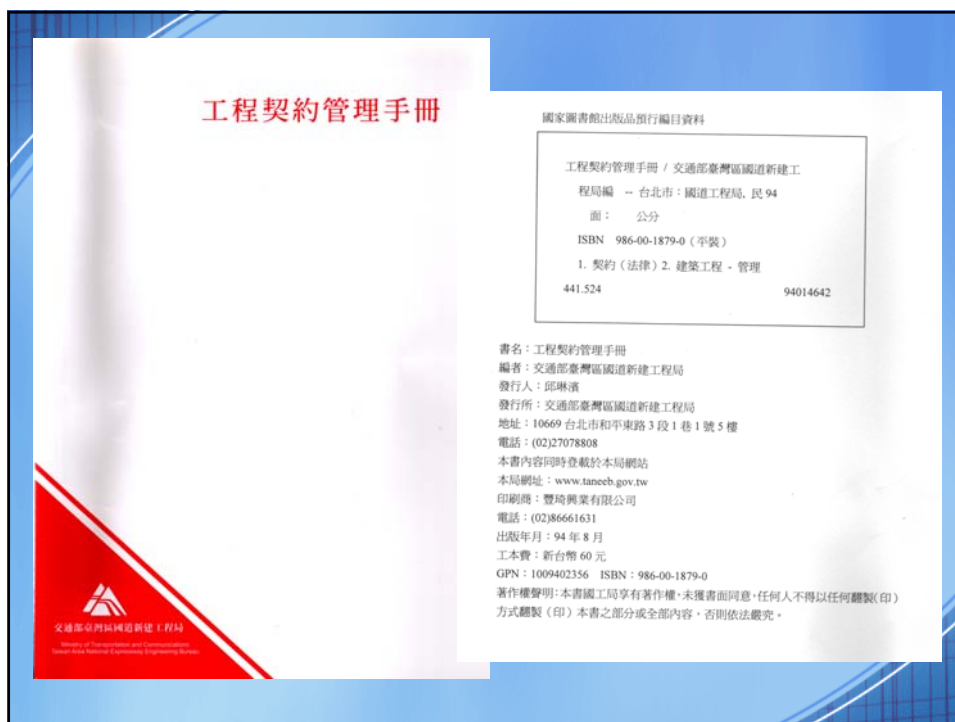 工程契約管理手冊
交通部臺灣區國道新建工程局
Ministry of Transportation and Communications
Taiwan Area National Expressway Engineering Bureau
國家圖書館出版品預行編目資料
工程契約管理手冊 / 交通部臺灣區國道新建工
程局編 -- 台北市：國道工程局, 民 94
面： 公分
ISBN 986-00-1879-0（平裝）
1. 契約（法律）2. 建築工程 - 管理
441.524 94014642
書名：工程契約管理手冊
編者：交通部臺灣區國道新建工程局
發行人：邱琳濱
發行所：交通部臺灣區國道新建工程局
地址：10669 台北市和平東路 3 段 1 巷 1 號 5 樓
電話：(02)27078808
本書內容同時登載於本局網站
本局網址：www.taneeb.gov.tw
印刷商：豐琦興業有限公司
電話：(02)86661631
出版年月：94 年 8 月
工本費：新台幣 60 元
GPN：1009402356 ISBN：986-00-1879-0
著作權聲明：本書國工局享有著作權，未獲書面同意，任何人不得以任何翻製（印）
方式翻製（印）本書之部分或全部內容，否則依法嚴究。